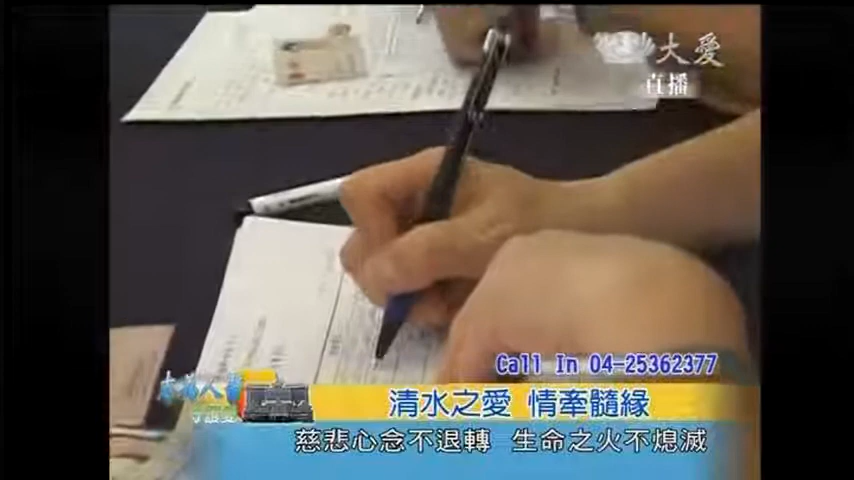 大愛
直播
Call In 04-25362377
清水之愛 情牽髓緣
慈悲心念不退轉 生命之火不熄滅